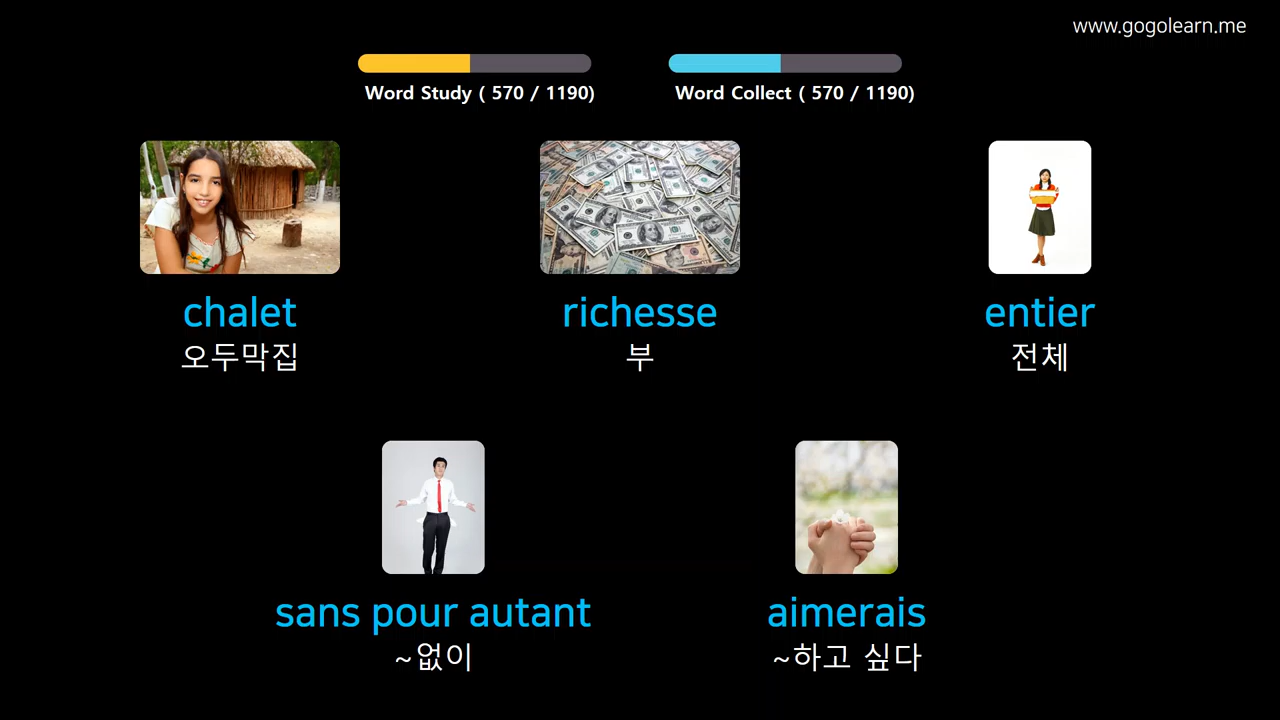 www.gogolearn.me
Word Study ( 570 / 1190)
Word Collect ( 570 / 1190)
chalet
오두막집
richesse
부
entier
전체
sans pour autant
~없이
aimerais
~하고 싶다